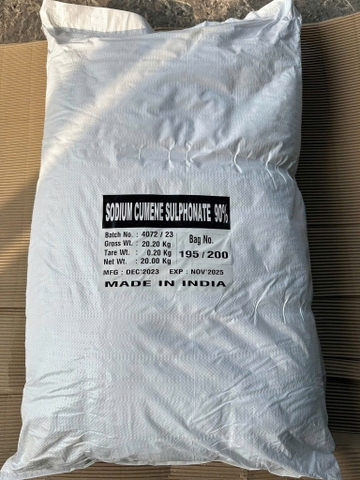 SODIUM CUMENE SULPHONATE 90%
Batch No. : 4072 / 23
Gross Wt. : 20.20 Kg
Tare Wt. : 0.20 Kg
Net Wt. : 20.00 Kg
Bag No.
195 / 200
MFG : DEC'2023 EXP : NOV'2025
MADE IN INDIA